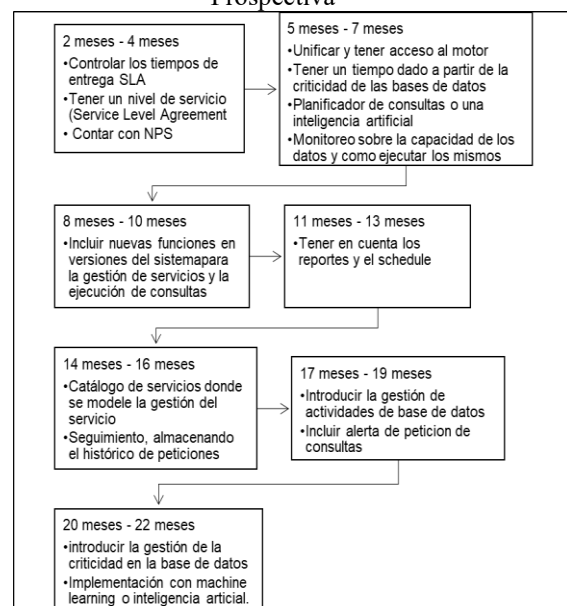 Prospectiva
2 meses - 4 meses
•Controlar los tiempos de
entrega SLA
•Tener un nivel de servicio
(Service Level Agreement
• Contar con NPS
5 meses - 7 meses
•Unificar y tener acceso al motor
•Tener un tiempo dado a partir de la
criticidad de las bases de datos
•Planificador de consultas o una
inteligencia artificial
•Monitoreo sobre la capacidad de los
datos y como ejecutar los mismos
8 meses - 10 meses
•Incluir nuevas funciones en
versiones del sistemapara
la gestión de servicios y la
ejecución de consultas
11 meses - 13 meses
•Tener en cuenta los
reportes y el schedule
14 meses - 16 meses
•Catálogo de servicios donde
se modele la gestión del
servicio
•Seguimiento, almacenando
el histórico de peticiones
17 meses - 19 meses
•Introducir la gestión de
actividades de base de datos
•Incluir alerta de peticion de
consultas
20 meses - 22 meses
•introducir la gestión de la
criticidad en la base de datos
•Implementación con machine
learning o inteligencia articial.